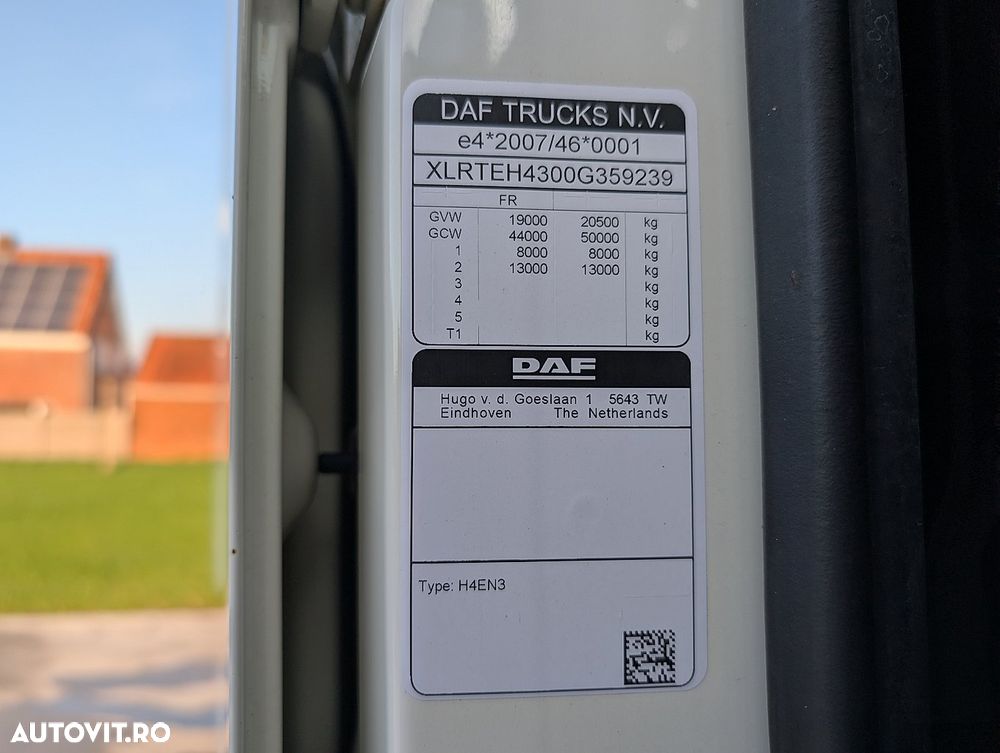 DAF TRUCKS N.V.
e4*2007/46*0001
XLRTEH4300G359239
FR
GVW 19000 20500 kg
GCW 44000 50000 kg
1 8000 8000 kg
2 13000 13000 kg
3 kg
4 kg
5 kg
T1 kg
DAF
Hugo v. d. Goeslaan 1 5643 TW
Eindhoven The Netherlands
Type: H4EN3
AUTOVIT.RO